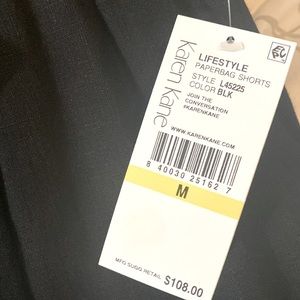 Karen Kane
LIFESTYLE
PAPERBAG SHORTS
STYLE L45225
COLOR BLK
JOIN THE
CONVERSATION
#KARENKANE
WWW.KARENKANE.COM
8 40030 25162 7
M
MFG SUGG RETAIL $108.00